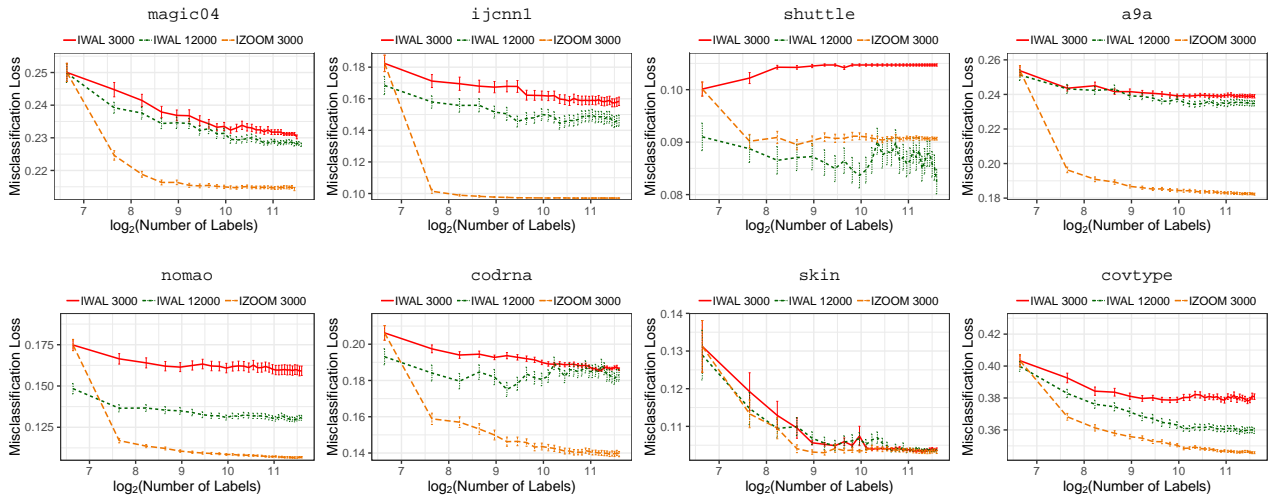 magic04
IWAL 3000 IWAL 12000 IZOOM 3000
Misclassification Loss
0.25
0.24
0.23
0.22
7 8 9 10 11
log₂(Number of Labels)
ijcnn1
IWAL 3000 IWAL 12000 IZOOM 3000
Misclassification Loss
0.18
0.16
0.14
0.12
0.10
7 8 9 10 11
log₂(Number of Labels)
shuttle
IWAL 3000 IWAL 12000 IZOOM 3000
Misclassification Loss
0.10
0.09
0.08
7 8 9 10 11
log₂(Number of Labels)
a9a
IWAL 3000 IWAL 12000 IZOOM 3000
Misclassification Loss
0.26
0.24
0.22
0.20
0.18
7 8 9 10 11
log₂(Number of Labels)
nomao
IWAL 3000 IWAL 12000 IZOOM 3000
Misclassification Loss
0.175
0.150
0.125
7 8 9 10 11
log₂(Number of Labels)
codrna
IWAL 3000 IWAL 12000 IZOOM 3000
Misclassification Loss
0.20
0.18
0.16
0.14
7 8 9 10 11
log₂(Number of Labels)
skin
IWAL 3000 IWAL 12000 IZOOM 3000
Misclassification Loss
0.14
0.13
0.12
0.11
7 8 9 10 11
log₂(Number of Labels)
covtype
IWAL 3000 IWAL 12000 IZOOM 3000
Misclassification Loss
0.42
0.40
0.38
0.36
7 8 9 10 11
log₂(Number of Labels)